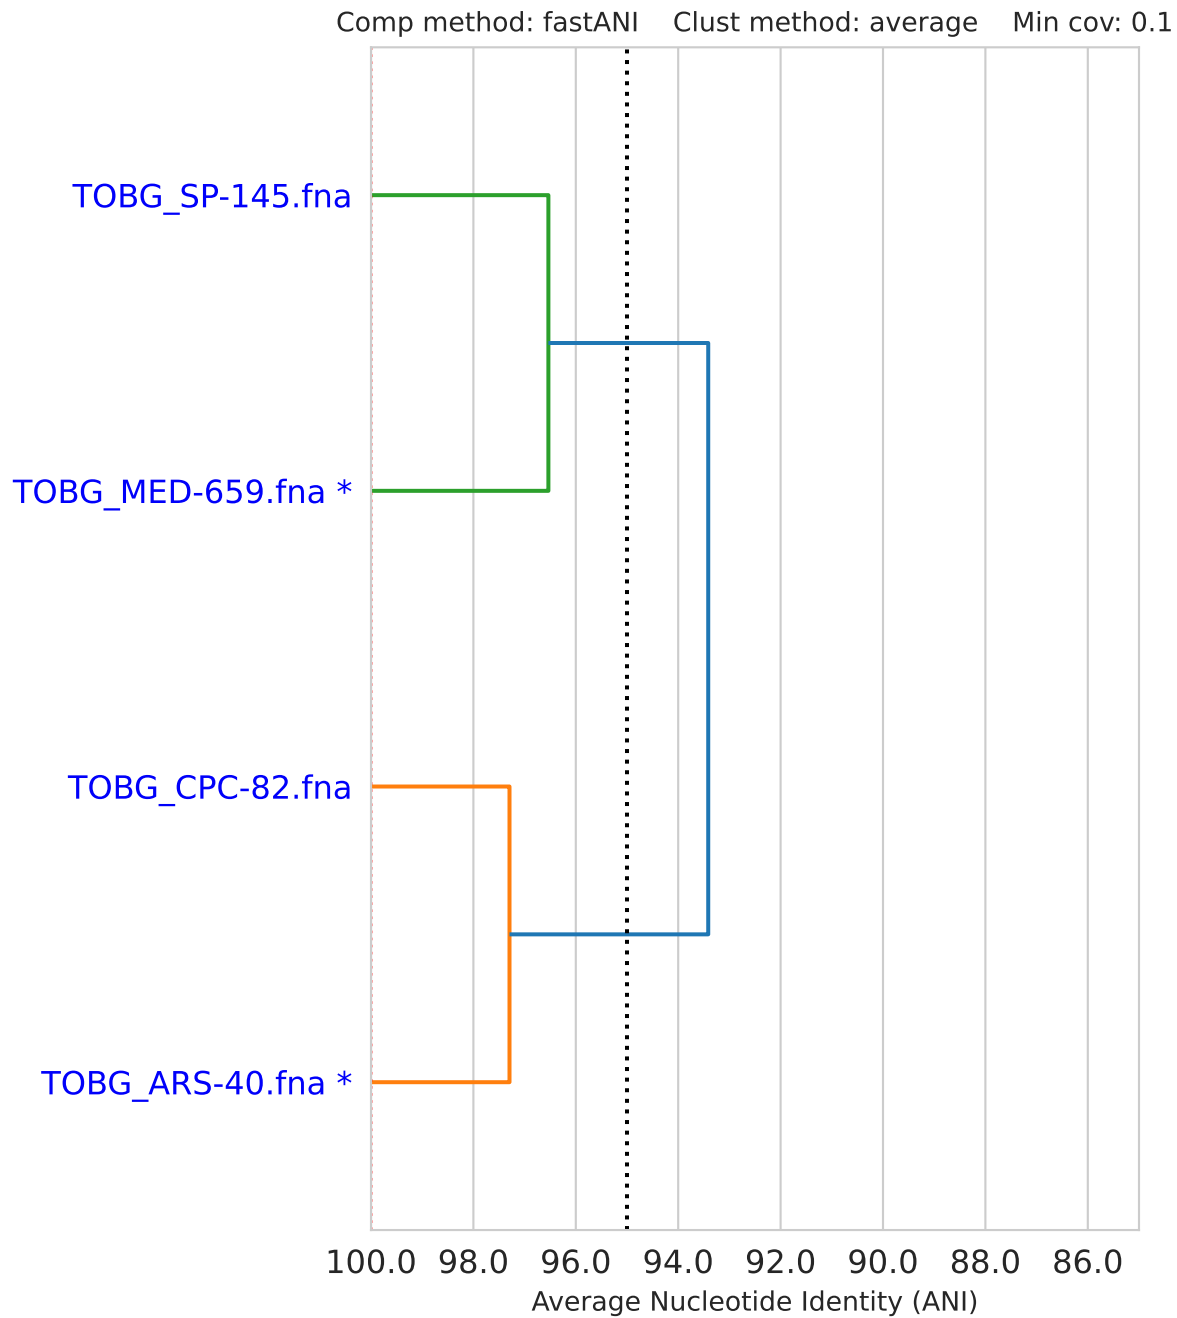 Comp method: fastANI    Clust method: average    Min cov: 0.1
TOBG_SP-145.fna
TOBG_MED-659.fna *
TOBG_CPC-82.fna
TOBG_ARS-40.fna *
100.0 98.0 96.0 94.0 92.0 90.0 88.0 86.0
Average Nucleotide Identity (ANI)